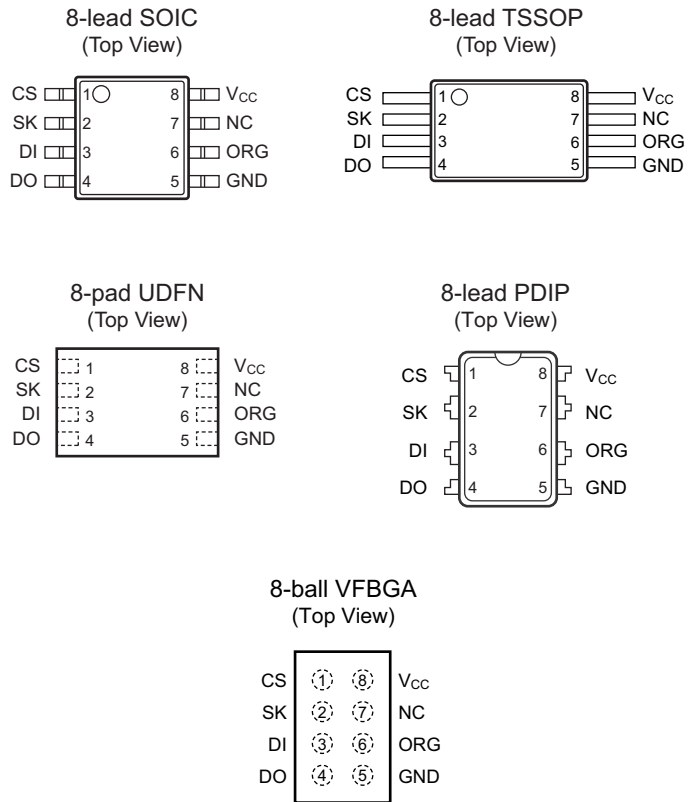 8-lead SOIC
(Top View)
CS 1 8 VCC
SK 2 7 NC
DI 3 6 ORG
DO 4 5 GND
8-lead TSSOP
(Top View)
CS 1 8 VCC
SK 2 7 NC
DI 3 6 ORG
DO 4 5 GND
8-pad UDFN
(Top View)
CS 1 8 VCC
SK 2 7 NC
DI 3 6 ORG
DO 4 5 GND
8-lead PDIP
(Top View)
CS 1 8 VCC
SK 2 7 NC
DI 3 6 ORG
DO 4 5 GND
8-ball VFBGA
(Top View)
CS 1 8 VCC
SK 2 7 NC
DI 3 6 ORG
DO 4 5 GND